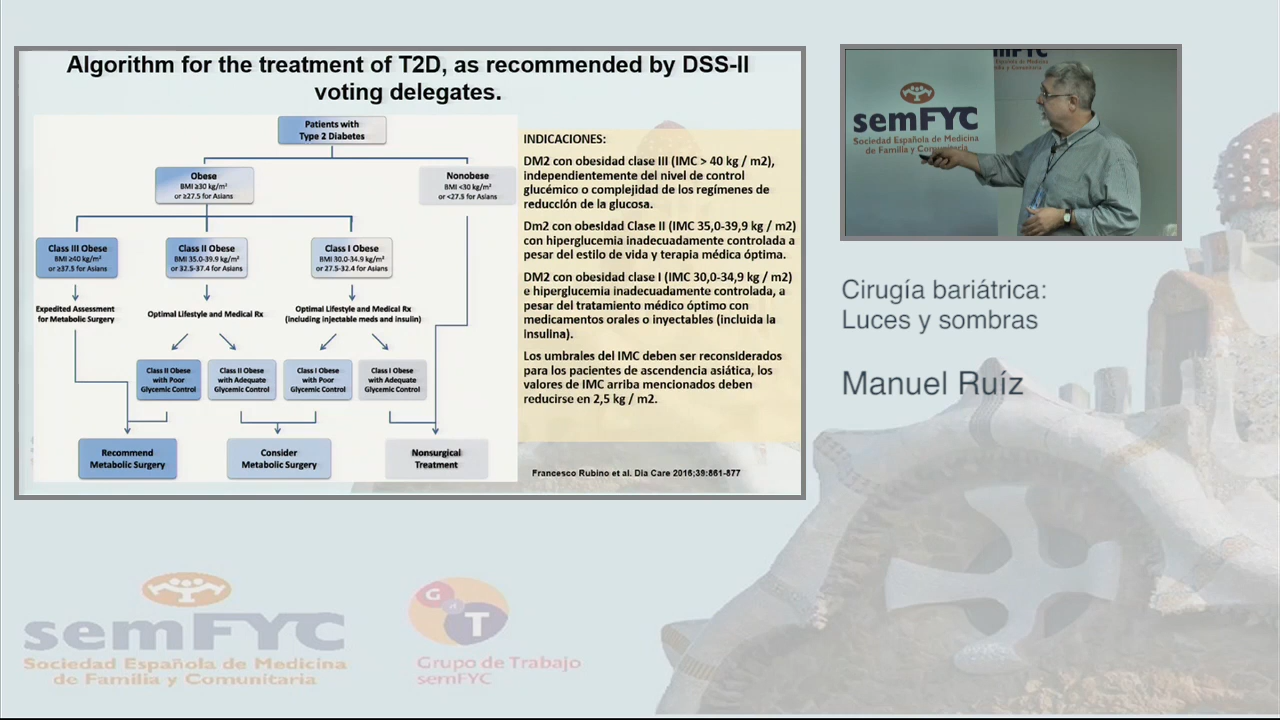 Algorithm for the treatment of T2D, as recommended by DSS-II
voting delegates.
Patients with
Type 2 Diabetes
Obese
BMI ≥30 kg/m²
or ≥27.5 for Asians
Nonobese
BMI <30 kg/m²
or <27.5 for Asians
Class III Obese
BMI ≥40 kg/m²
or ≥37.5 for Asians
Class II Obese
BMI 35.0-39.9 kg/m²
or 32.5-37.4 for Asians
Class I Obese
BMI 30.0-34.9 kg/m²
or 27.5-32.4 for Asians
Expedited Assessment
for Metabolic Surgery
Optimal Lifestyle and Medical Rx
Optimal Lifestyle and Medical Rx
(including injectable meds and insulin)
Class II Obese
with Poor
Glycemic Control
Class II Obese
with Adequate
Glycemic Control
Class I Obese
with Poor
Glycemic Control
Class I Obese
with Adequate
Glycemic Control
Recommend
Metabolic Surgery
Consider
Metabolic Surgery
Nonsurgical
Treatment
INDICACIONES:
DM2 con obesidad clase III (IMC > 40 kg / m2),
independientemente del nivel de control
glucémico o complejidad de los regímenes de
reducción de la glucosa.
Dm2 con obesidad Clase II (IMC 35,0-39,9 kg / m2)
con hiperglucemia inadecuadamente controlada a
pesar del estilo de vida y terapia médica óptima.
DM2 con obesidad clase I (IMC 30,0-34,9 kg / m2)
e hiperglucemia inadecuadamente controlada, a
pesar del tratamiento médico óptimo con
medicamentos orales o inyectables (incluida la
insulina).
Los umbrales del IMC deben ser reconsiderados
para los pacientes de ascendencia asiática, los
valores de IMC arriba mencionados deben
reducirse en 2,5 kg / m2.
Francesco Rubino et al. Dia Care 2016;39:861-877
semFYC
Sociedad Española de Medicina
de Familia y Comunitaria
Cirugía bariátrica:
Luces y sombras
Manuel Ruíz
semFYC
Sociedad Española de Medicina
de Familia y Comunitaria
G d T
Grupo de Trabajo
semFYC